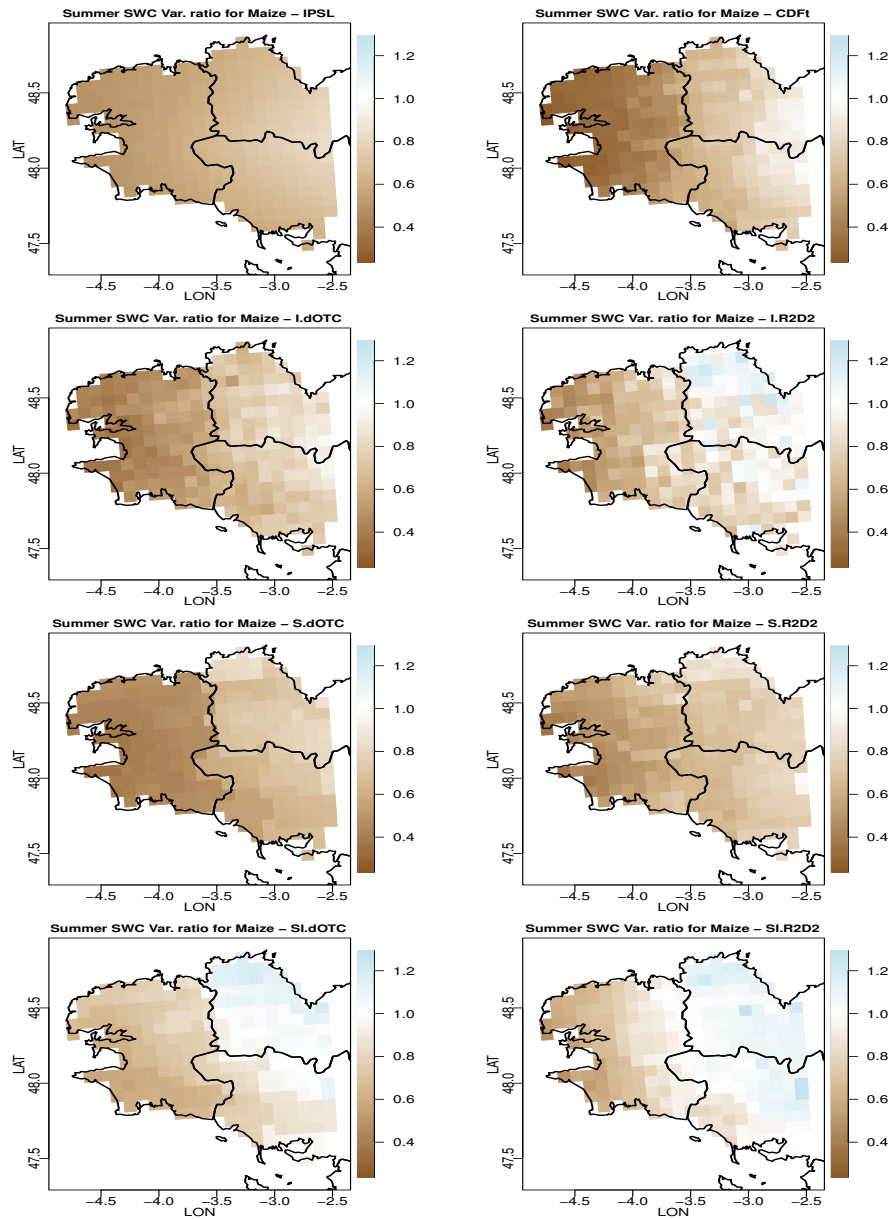 Summer SWC Var. ratio for Maize – IPSL
LAT
48.5
48.0
47.5
−4.5 −4.0 −3.5 −3.0 −2.5
LON
1.2
1.0
0.8
0.6
0.4
Summer SWC Var. ratio for Maize – CDFt
LAT
48.5
48.0
47.5
−4.5 −4.0 −3.5 −3.0 −2.5
LON
1.2
1.0
0.8
0.6
0.4
Summer SWC Var. ratio for Maize – I.dOTC
LAT
48.5
48.0
47.5
−4.5 −4.0 −3.5 −3.0 −2.5
LON
1.2
1.0
0.8
0.6
0.4
Summer SWC Var. ratio for Maize – I.R2D2
LAT
48.5
48.0
47.5
−4.5 −4.0 −3.5 −3.0 −2.5
LON
1.2
1.0
0.8
0.6
0.4
Summer SWC Var. ratio for Maize – S.dOTC
LAT
48.5
48.0
47.5
−4.5 −4.0 −3.5 −3.0 −2.5
LON
1.2
1.0
0.8
0.6
0.4
Summer SWC Var. ratio for Maize – S.R2D2
LAT
48.5
48.0
47.5
−4.5 −4.0 −3.5 −3.0 −2.5
LON
1.2
1.0
0.8
0.6
0.4
Summer SWC Var. ratio for Maize – SI.dOTC
LAT
48.5
48.0
47.5
−4.5 −4.0 −3.5 −3.0 −2.5
LON
1.2
1.0
0.8
0.6
0.4
Summer SWC Var. ratio for Maize – SI.R2D2
LAT
48.5
48.0
47.5
−4.5 −4.0 −3.5 −3.0 −2.5
LON
1.2
1.0
0.8
0.6
0.4